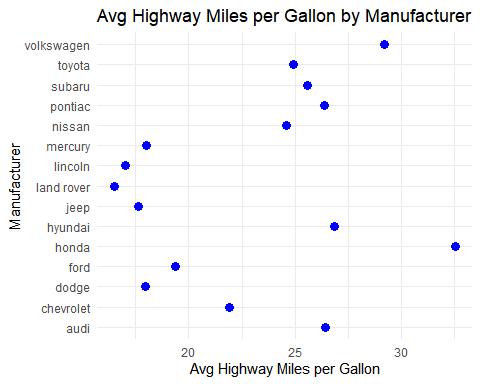 Avg Highway Miles per Gallon by Manufacturer
Manufacturer
volkswagen
toyota
subaru
pontiac
nissan
mercury
lincoln
land rover
jeep
hyundai
honda
ford
dodge
chevrolet
audi
20 25 30
Avg Highway Miles per Gallon